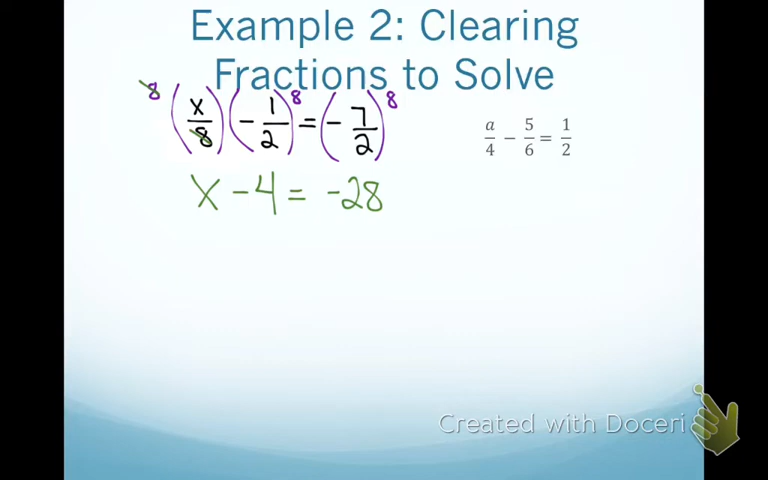 Example 2: Clearing
Fractions to Solve
8 (x/8) (-1/2) 8 = (-7/2) 8
x - 4 = -28
a/4 − 5/6 = 1/2
Created with Doceri